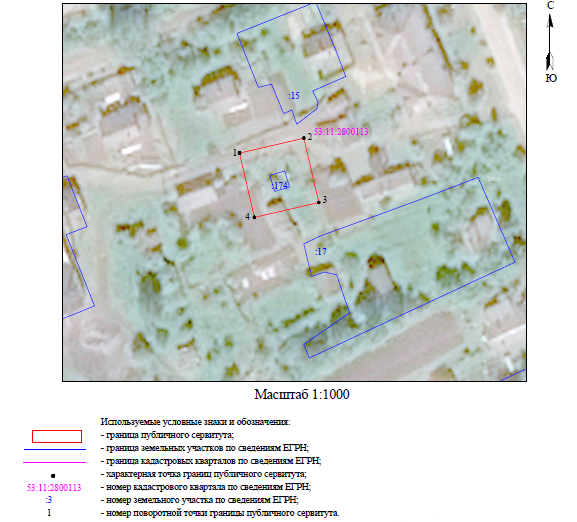 С
Ю
:15
2
53:11:2800113
1
:174
3
4
:17
Масштаб 1:1000
Используемые условные знаки и обозначения:
- граница публичного сервитута;
- граница земельных участков по сведениям ЕГРН;
- граница кадастровых кварталов по сведениям ЕГРН;
- характерная точка границ публичного сервитута;
53:11:2800113 - номер кадастрового квартала по сведениям ЕГРН;
:3 - номер земельного участка по сведениям ЕГРН;
1 - номер поворотной точки границы публичного сервитута.